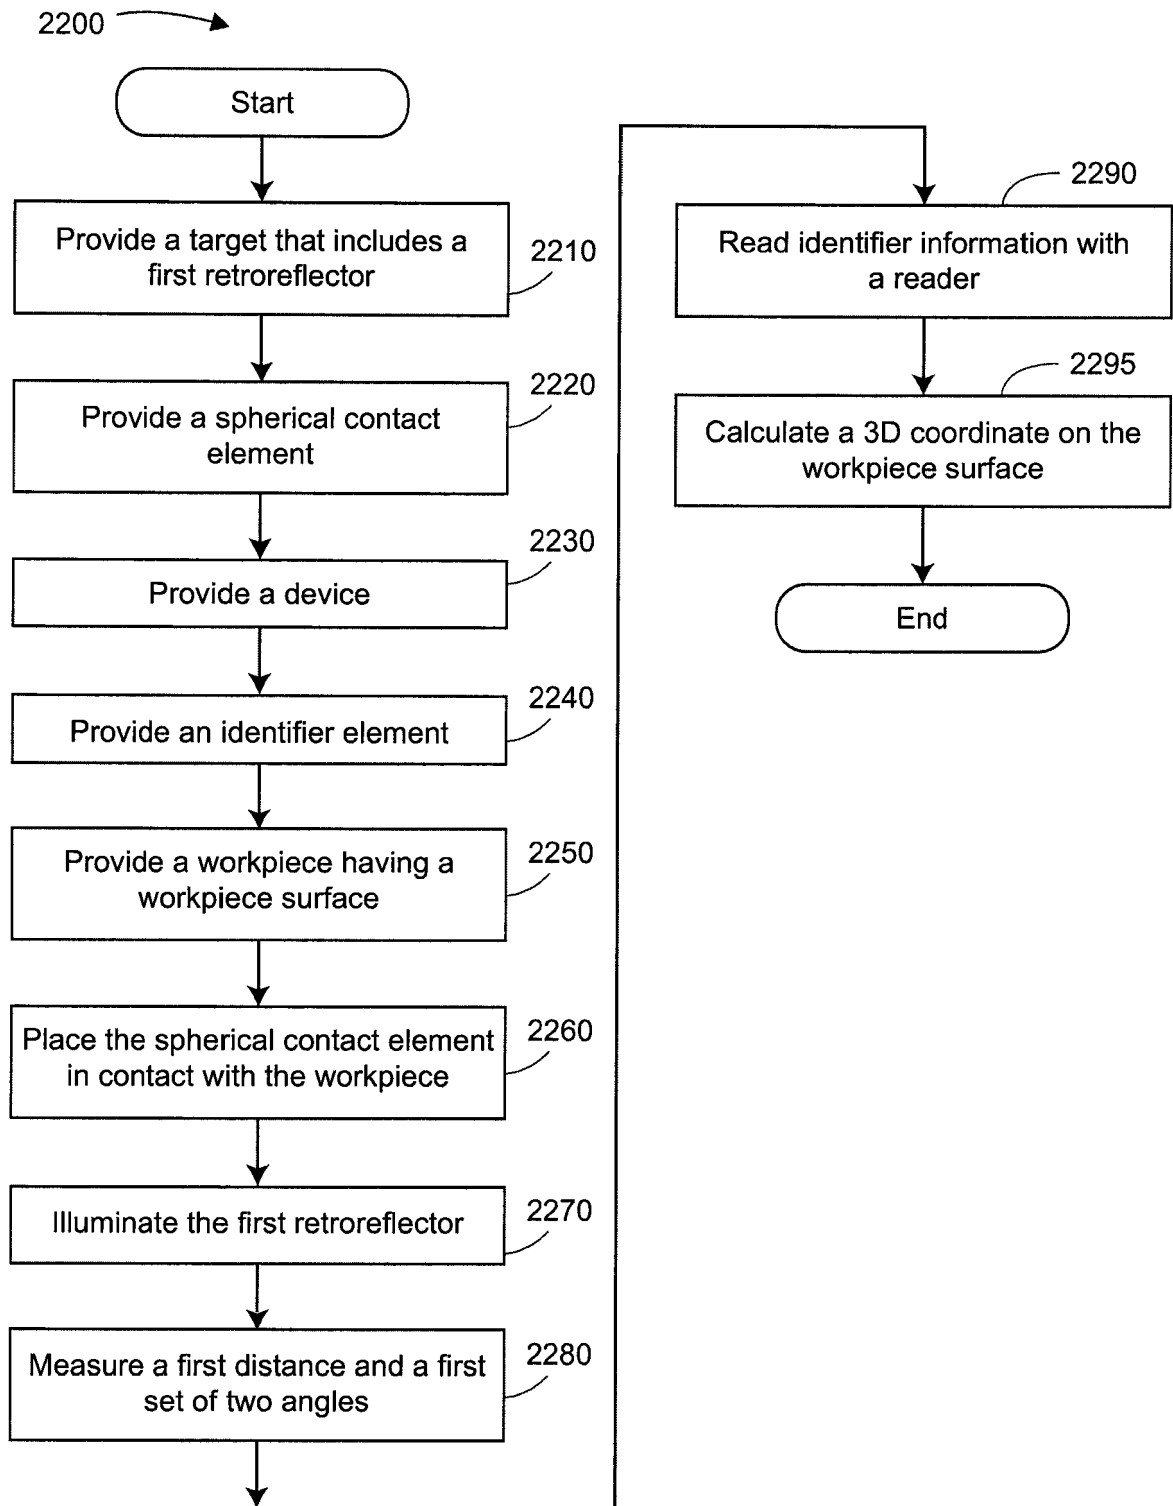 2200
Start
Provide a target that includes a
first retroreflector
2210
Provide a spherical contact
element
2220
Provide a device
2230
Provide an identifier element
2240
Provide a workpiece having a
workpiece surface
2250
Place the spherical contact element
in contact with the workpiece
2260
Illuminate the first retroreflector
2270
Measure a first distance and a first
set of two angles
2280
2290
Read identifier information with
a reader
2295
Calculate a 3D coordinate on the
workpiece surface
End